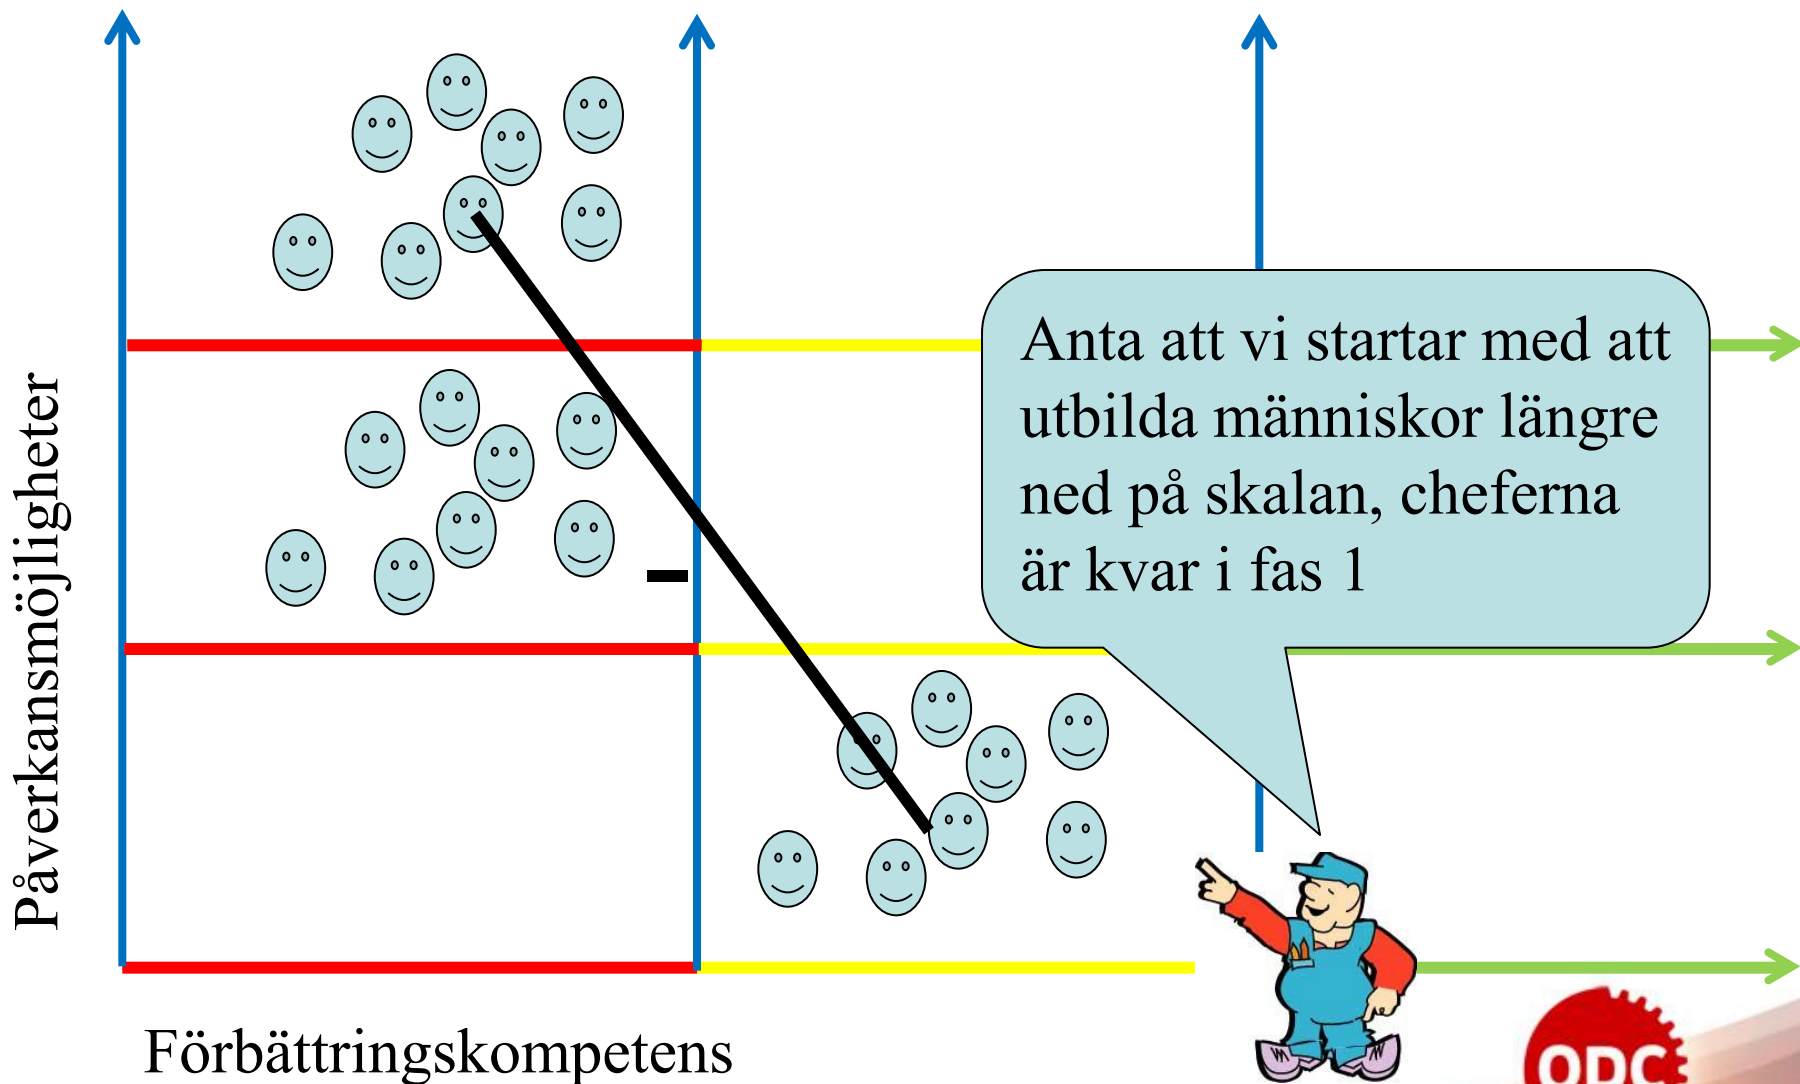 Påverkansmöjligheter
Anta att vi startar med att
utbilda människor längre
ned på skalan, cheferna
är kvar i fas 1
Förbättringskompetens
ODC